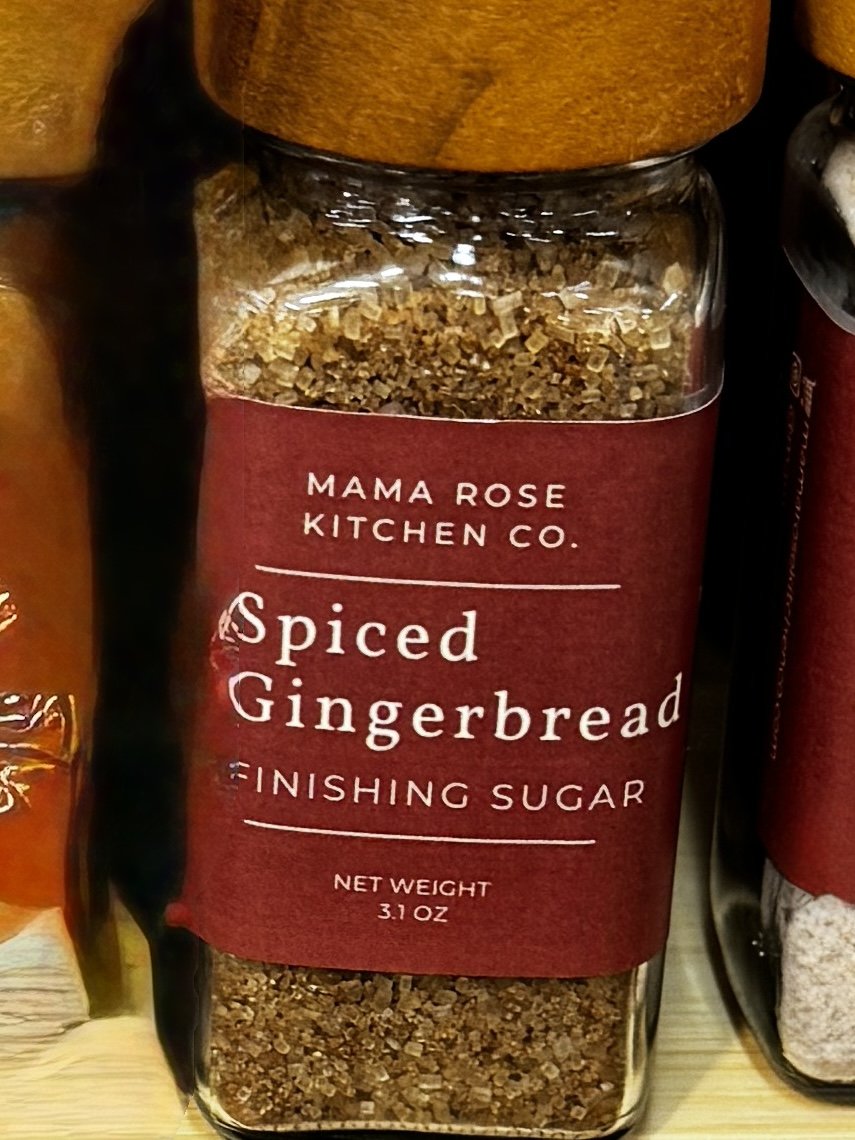 MAMA ROSE
KITCHEN CO.
Spiced
Gingerbread
FINISHING SUGAR
NET WEIGHT
3.1 OZ